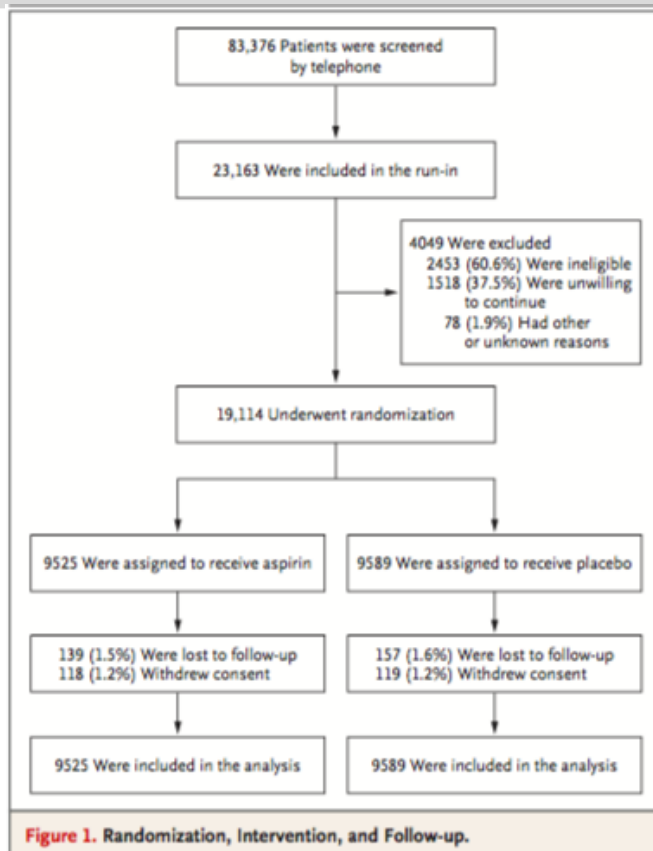 83,376 Patients were screened
by telephone
23,163 Were included in the run-in
4049 Were excluded
2453 (60.6%) Were ineligible
1518 (37.5%) Were unwilling
to continue
78 (1.9%) Had other
or unknown reasons
19,114 Underwent randomization
9525 Were assigned to receive aspirin
9589 Were assigned to receive placebo
139 (1.5%) Were lost to follow-up
118 (1.2%) Withdrew consent
157 (1.6%) Were lost to follow-up
119 (1.2%) Withdrew consent
9525 Were included in the analysis
9589 Were included in the analysis
Figure 1. Randomization, Intervention, and Follow-up.